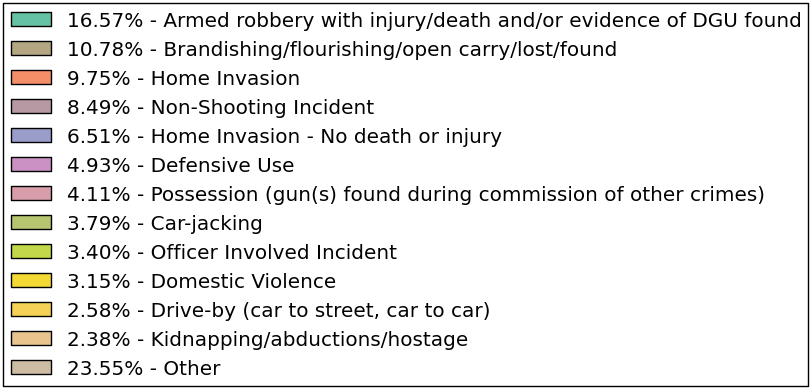 16.57% - Armed robbery with injury/death and/or evidence of DGU found
10.78% - Brandishing/flourishing/open carry/lost/found
9.75% - Home Invasion
8.49% - Non-Shooting Incident
6.51% - Home Invasion - No death or injury
4.93% - Defensive Use
4.11% - Possession (gun(s) found during commission of other crimes)
3.79% - Car-jacking
3.40% - Officer Involved Incident
3.15% - Domestic Violence
2.58% - Drive-by (car to street, car to car)
2.38% - Kidnapping/abductions/hostage
23.55% - Other